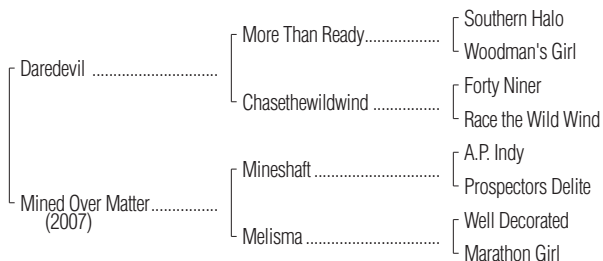 Southern Halo
More Than Ready..................
Woodman's Girl
Daredevil ..............................
Forty Niner
Chasethewildwind ................
Race the Wild Wind
A.P. Indy
Mineshaft ..............................
Prospectors Delite
Mined Over Matter................
(2007)
Well Decorated
Melisma ................................
Marathon Girl